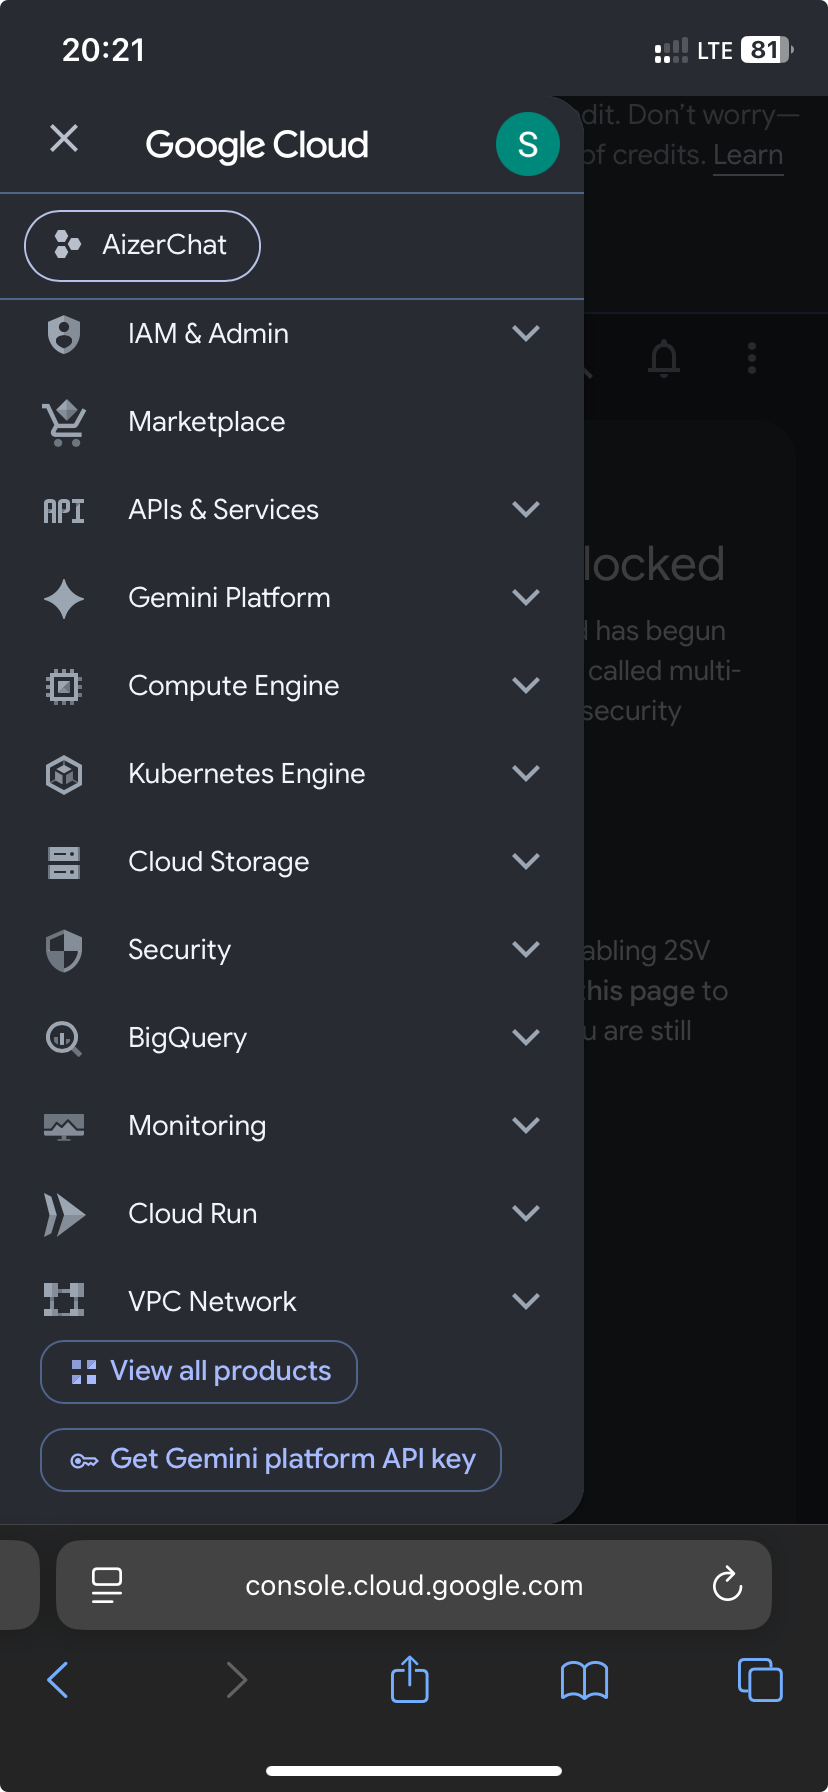 20:21
LTE 81
Google Cloud
S
dit. Don't worry—
of credits. Learn
AizerChat
IAM & Admin
Marketplace
API APIs & Services
locked
Gemini Platform
has begun
called multi-
Compute Engine
security
Kubernetes Engine
Cloud Storage
Security
abling 2SV
this page to
u are still
BigQuery
Monitoring
Cloud Run
VPC Network
View all products
Get Gemini platform API key
console.cloud.google.com